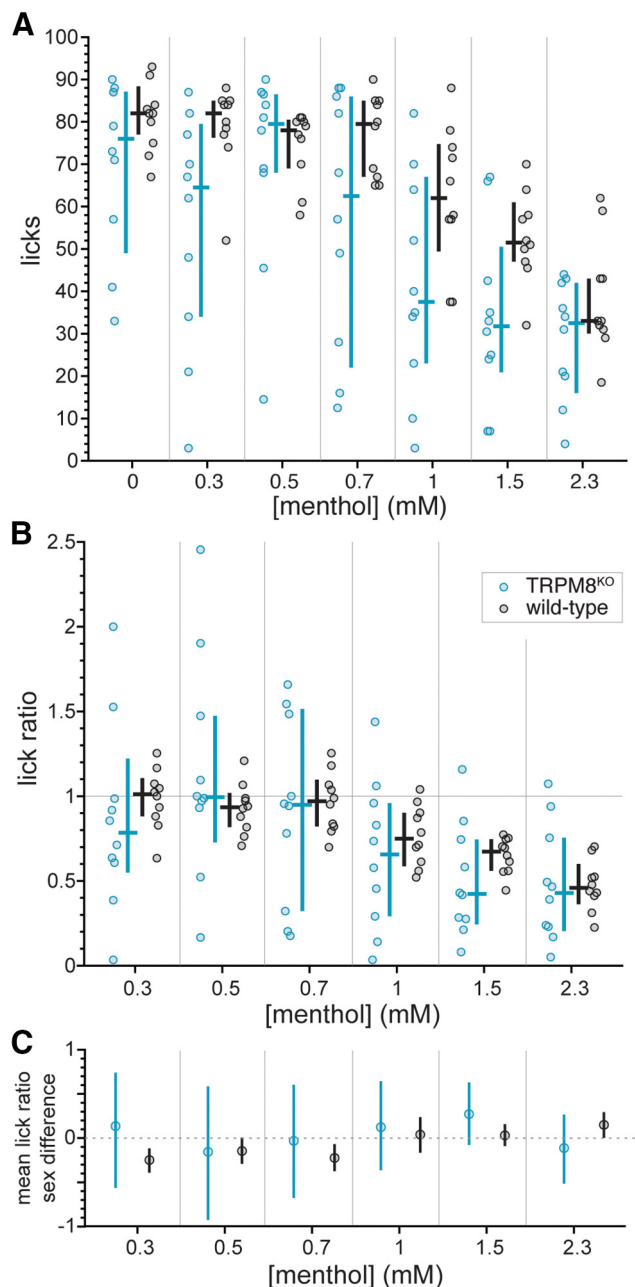 A
100
90
80
70
60
50
40
30
20
10
0
licks
0 0.3 0.5 0.7 1 1.5 2.3
[menthol] (mM)
B
2.5
2
1.5
1
0.5
0
lick ratio
TRPM8KO
wild-type
0.3 0.5 0.7 1 1.5 2.3
[menthol] (mM)
C
1
0
-1
mean lick ratio
sex difference
0.3 0.5 0.7 1 1.5 2.3
[menthol] (mM)